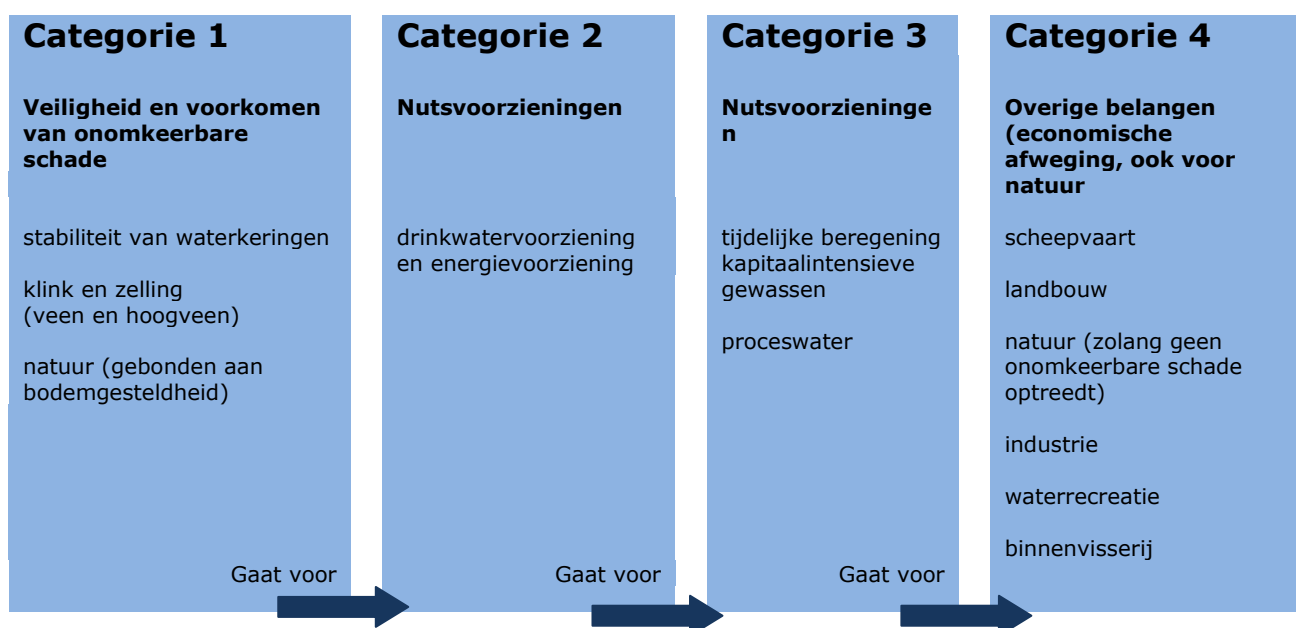 Categorie 1
Veiligheid en voorkomen
van onomkeerbare
schade
stabiliteit van waterkeringen
klink en zelling
(veen en hoogveen)
natuur (gebonden aan
bodemgesteldheid)
Gaat voor
Categorie 2
Nutsvoorzieningen
drinkwatervoorziening
en energievoorziening
Gaat voor
Categorie 3
Nutsvoorzieninge
n
tijdelijke beregening
kapitaalintensieve
gewassen
proceswater
Gaat voor
Categorie 4
Overige belangen
(economische
afweging, ook voor
natuur
scheepvaart
landbouw
natuur (zolang geen
onomkeerbare schade
optreedt)
industrie
waterrecreatie
binnenvisserij